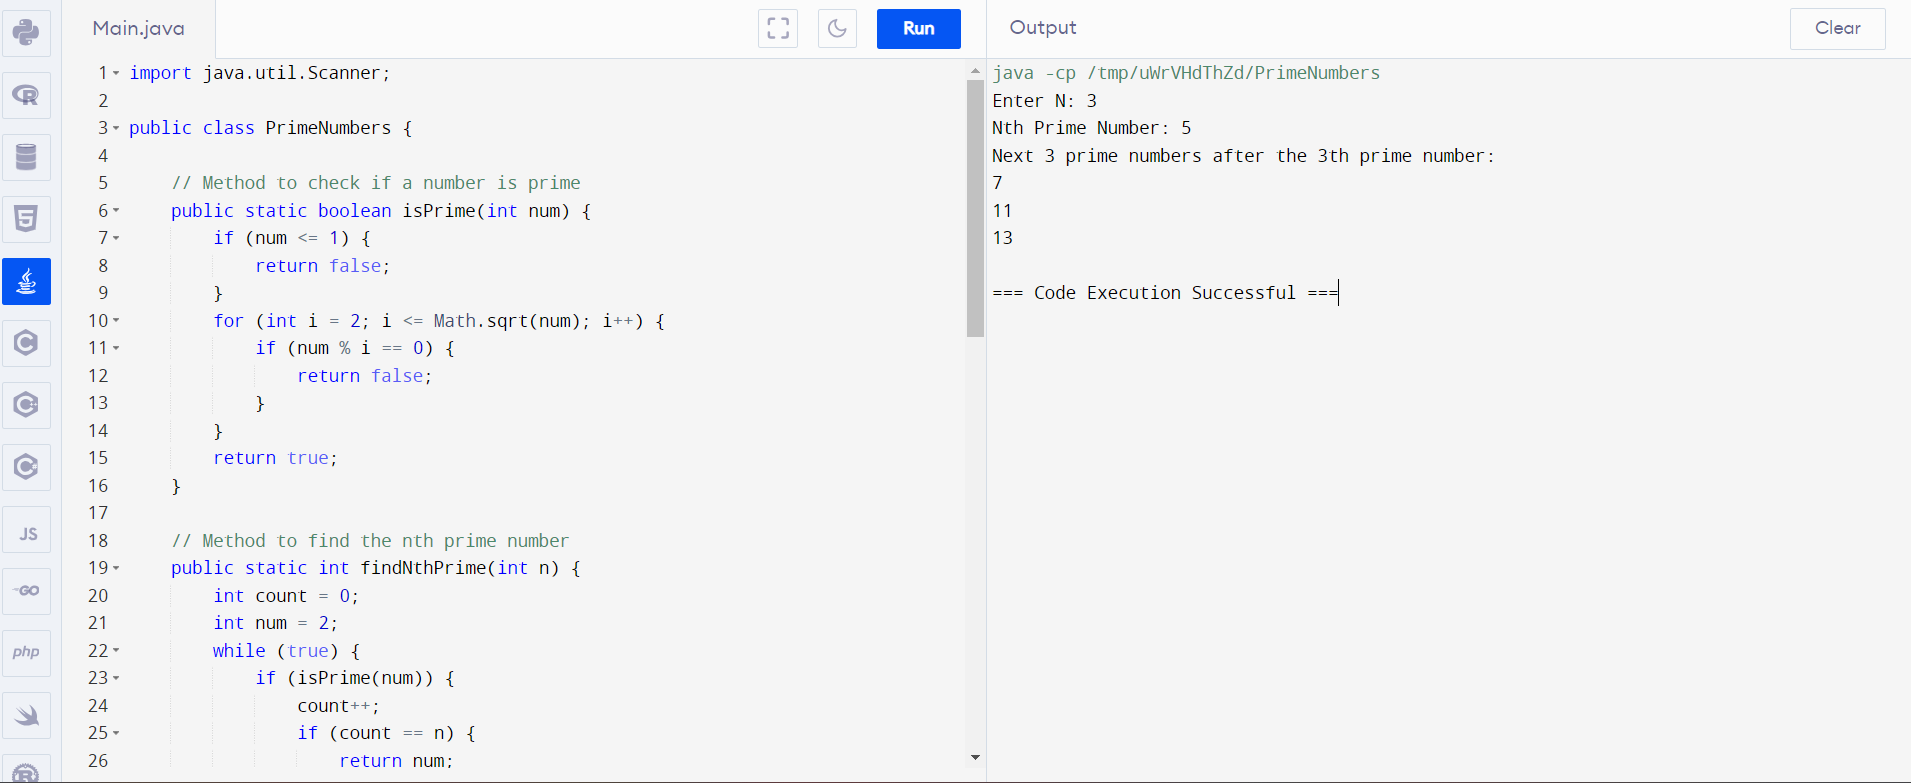 Main.java
Run
Output
Clear
1 import java.util.Scanner;
2
3 public class PrimeNumbers {
4
5     // Method to check if a number is prime
6     public static boolean isPrime(int num) {
7         if (num <= 1) {
8             return false;
9         }
10         for (int i = 2; i <= Math.sqrt(num); i++) {
11             if (num % i == 0) {
12                 return false;
13             }
14         }
15         return true;
16     }
17
18     // Method to find the nth prime number
19     public static int findNthPrime(int n) {
20         int count = 0;
21         int num = 2;
22         while (true) {
23             if (isPrime(num)) {
24                 count++;
25                 if (count == n) {
26                     return num;
java -cp /tmp/uWrVHdThZd/PrimeNumbers
Enter N: 3
Nth Prime Number: 5
Next 3 prime numbers after the 3th prime number:
7
11
13
=== Code Execution Successful ===
R
5
C
C++
C#
JS
GO
php
R